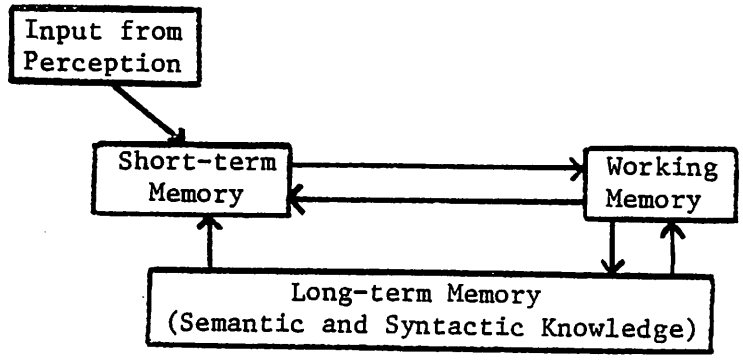 Input from
Perception
Short-term
Memory
Working
Memory
Long-term Memory
(Semantic and Syntactic Knowledge)